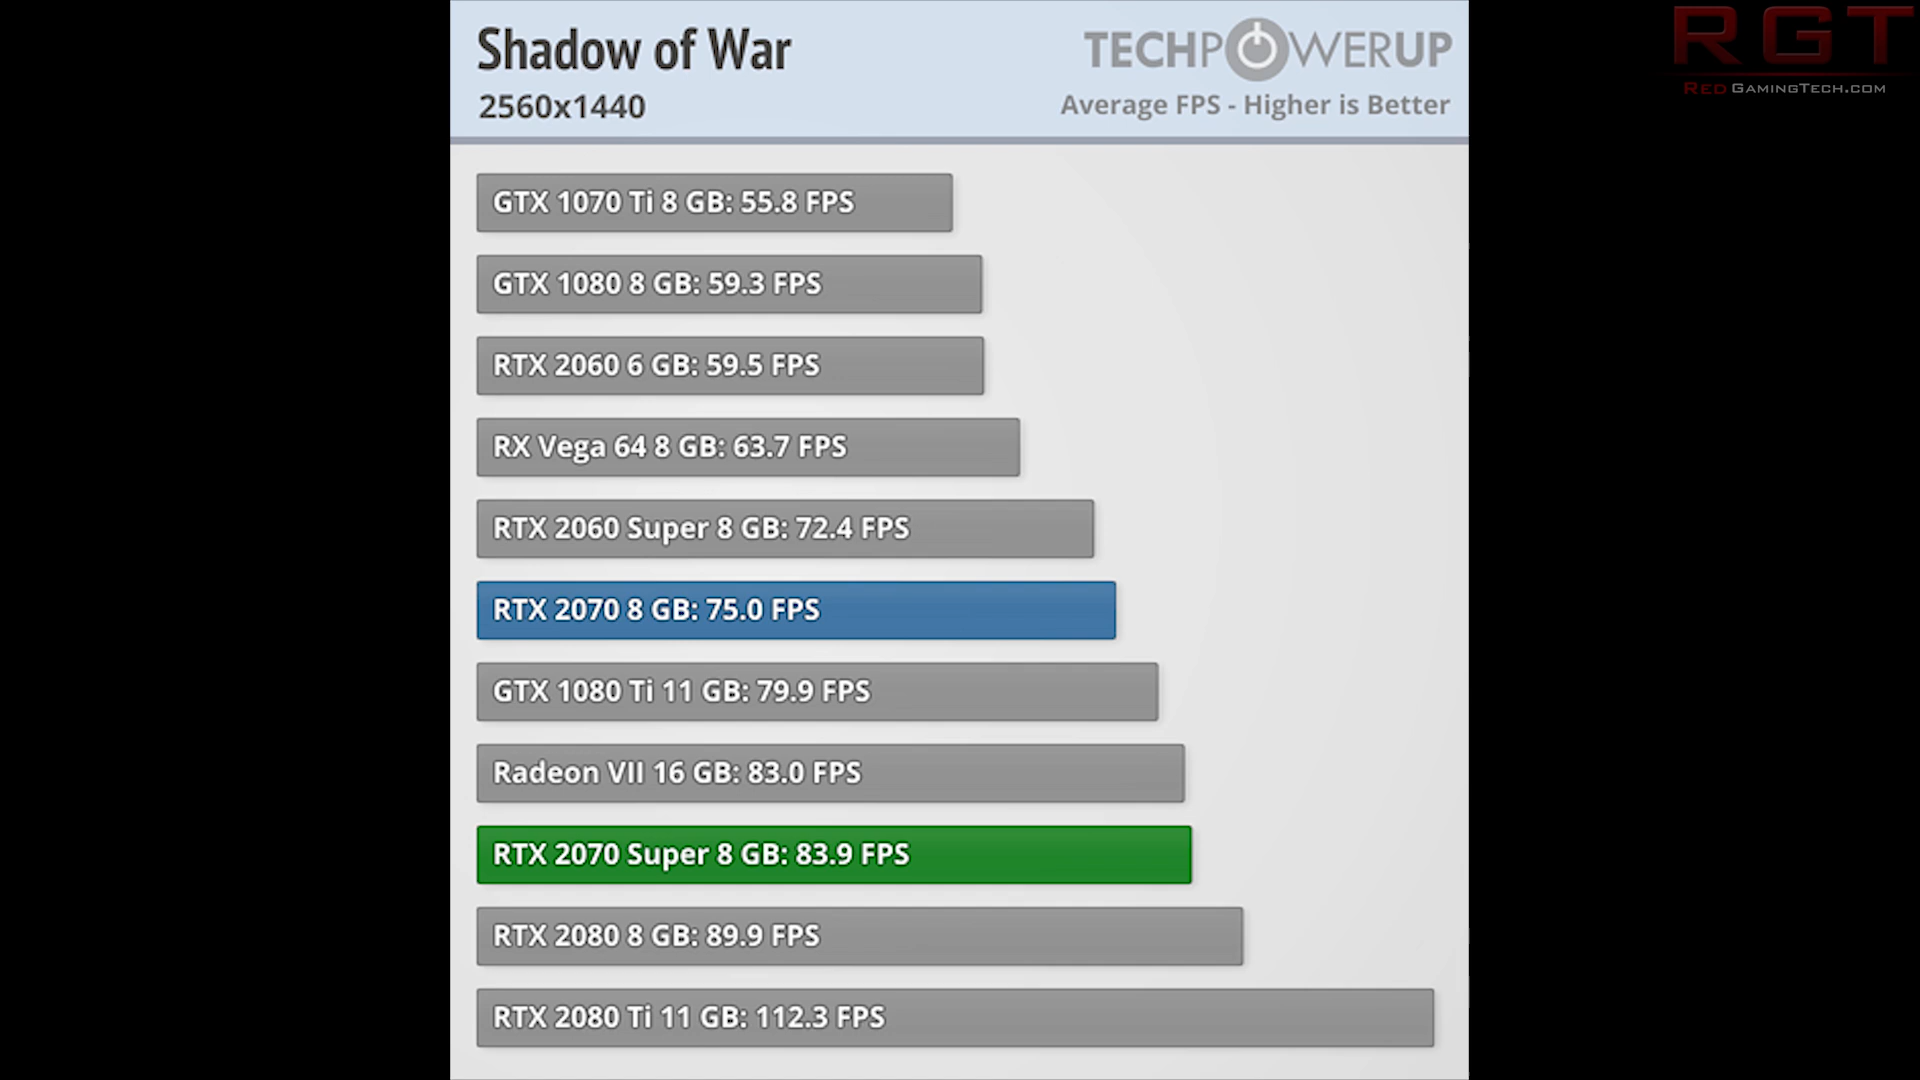 Shadow of War
TECHPOWERUP
2560x1440
Average FPS - Higher is Better
RGT
RED GAMINGTECH.COM
GTX 1070 Ti 8 GB: 55.8 FPS
GTX 1080 8 GB: 59.3 FPS
RTX 2060 6 GB: 59.5 FPS
RX Vega 64 8 GB: 63.7 FPS
RTX 2060 Super 8 GB: 72.4 FPS
RTX 2070 8 GB: 75.0 FPS
GTX 1080 Ti 11 GB: 79.9 FPS
Radeon VII 16 GB: 83.0 FPS
RTX 2070 Super 8 GB: 83.9 FPS
RTX 2080 8 GB: 89.9 FPS
RTX 2080 Ti 11 GB: 112.3 FPS